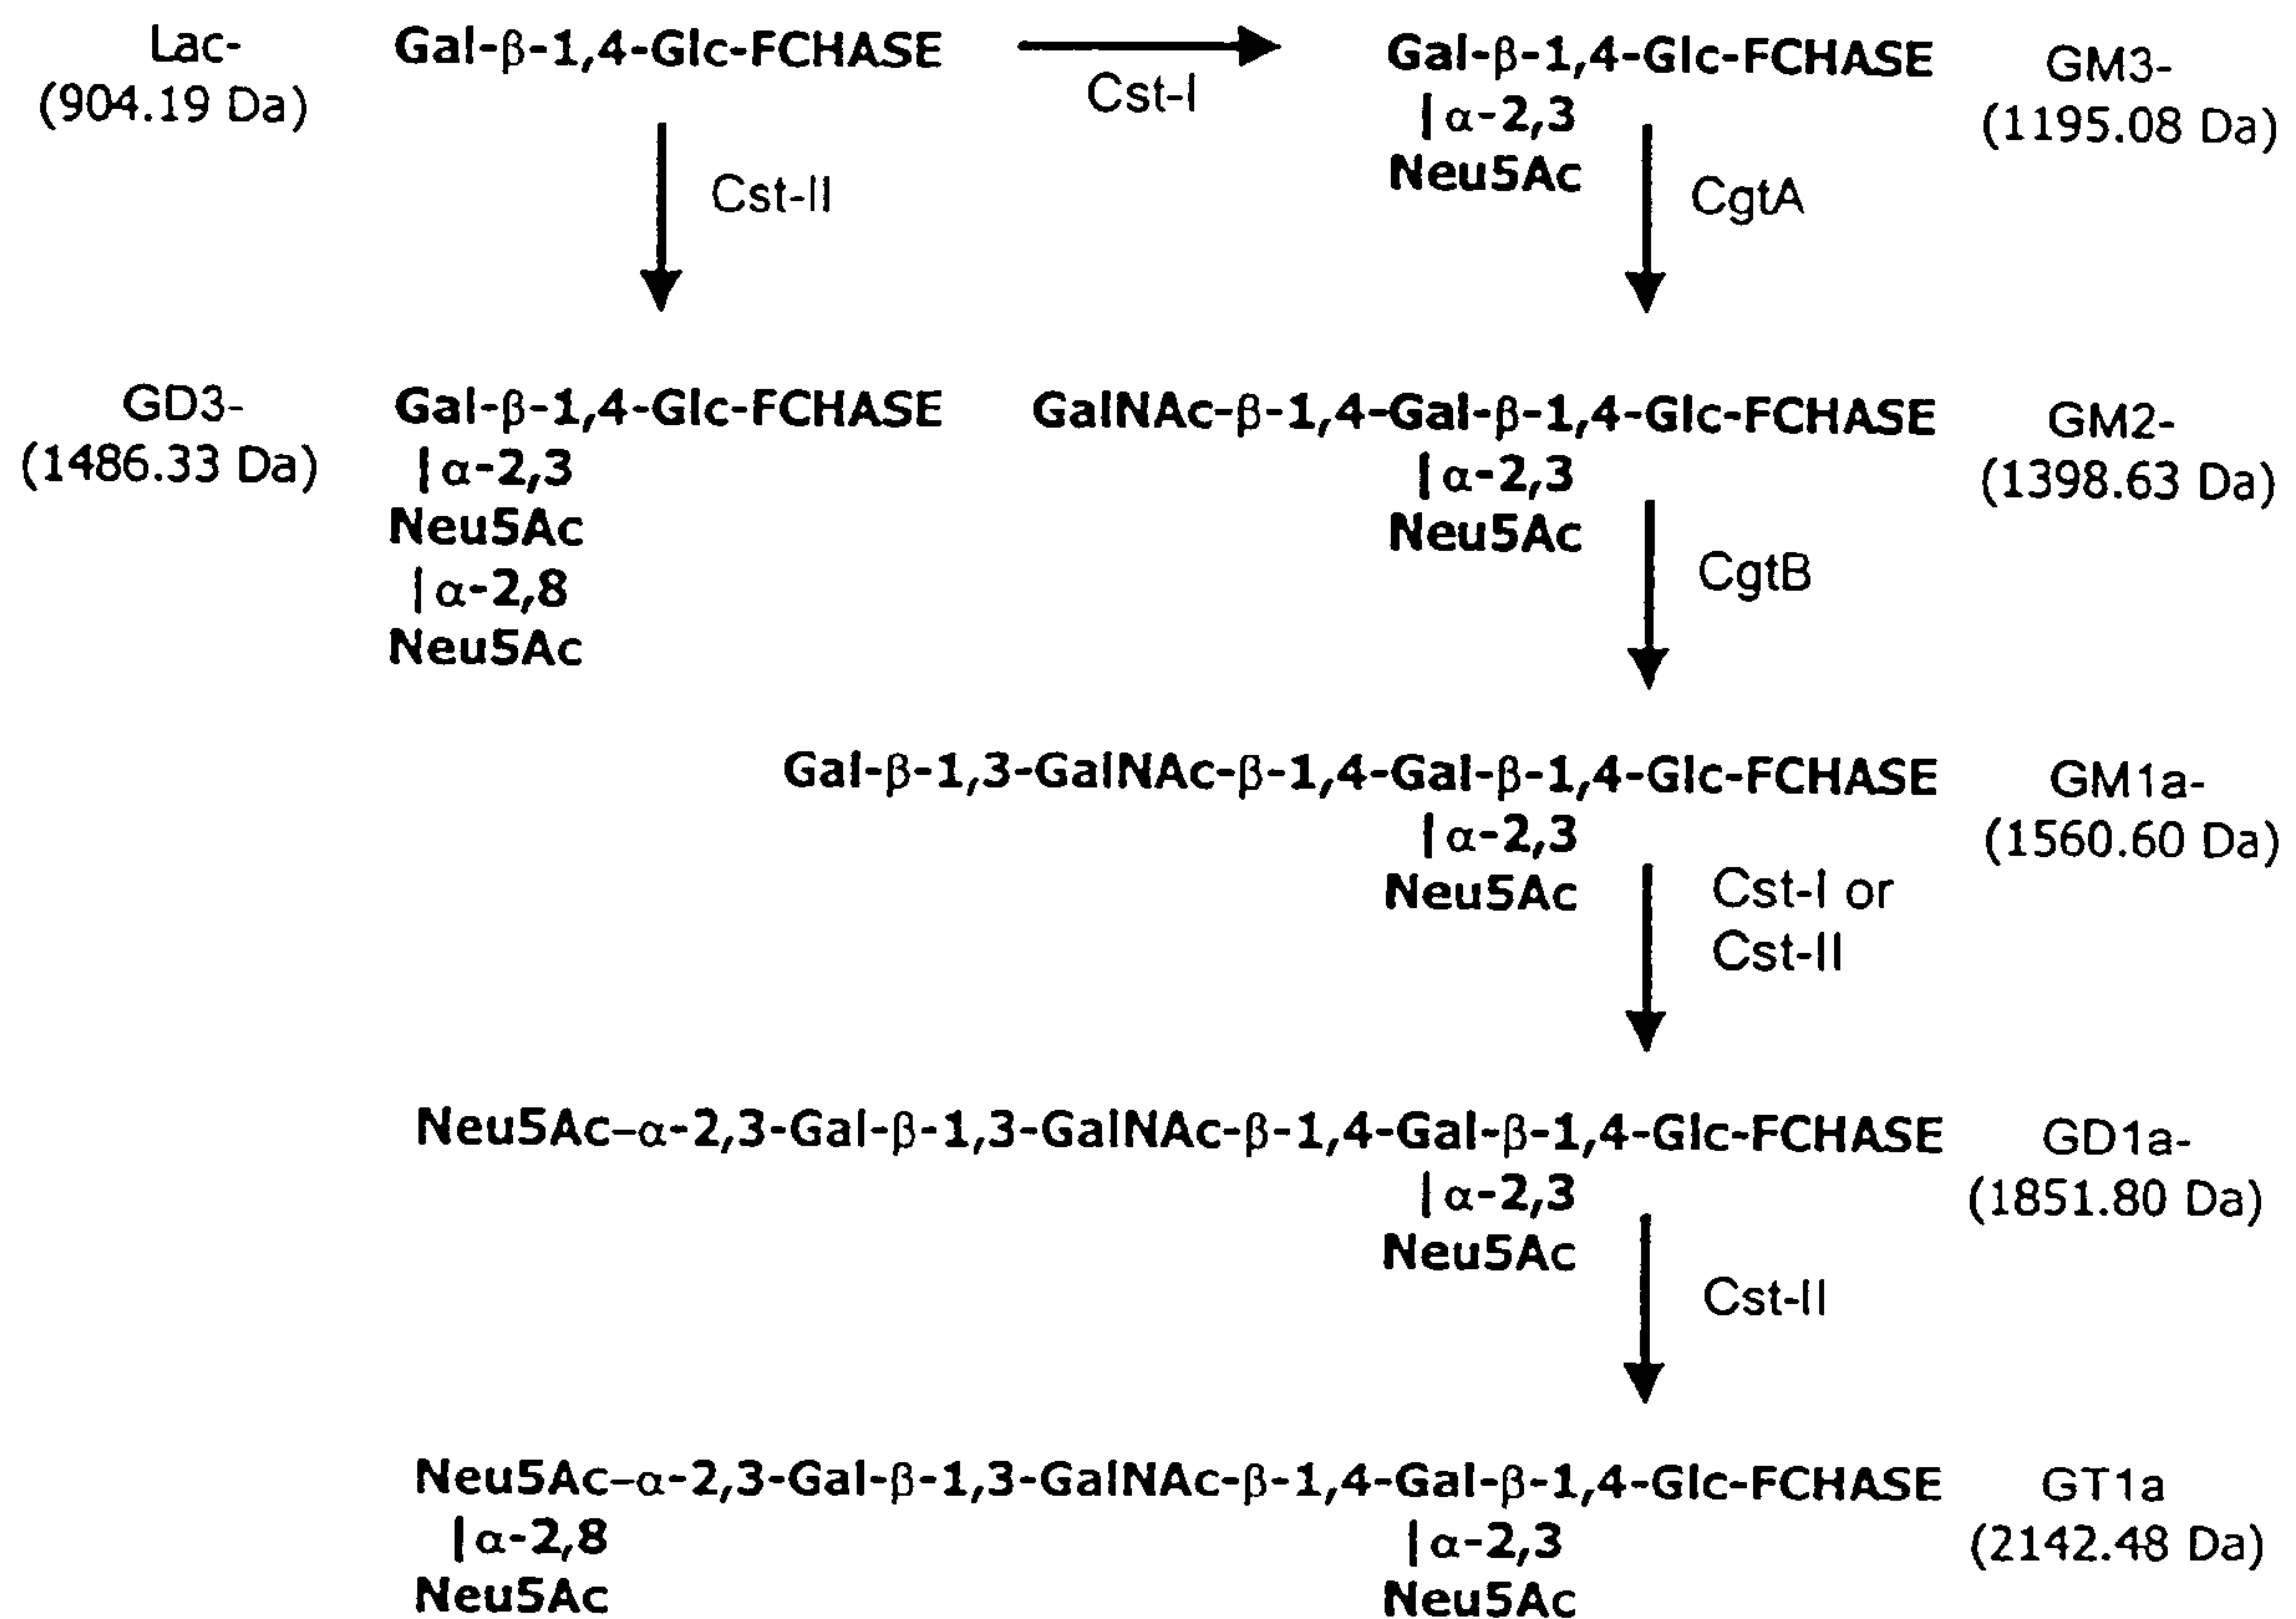 Lac-
(904.19 Da)
Gal-β-1,4-Glc-FCHASE
Cst-I
Gal-β-1,4-Glc-FCHASE
|α-2,3
Neu5Ac
GM3-
(1195.08 Da)
Cst-II
CgtA
GD3-
(1486.33 Da)
Gal-β-1,4-Glc-FCHASE
|α-2,3
Neu5Ac
|α-2,8
Neu5Ac
GalNAc-β-1,4-Gal-β-1,4-Glc-FCHASE
|α-2,3
Neu5Ac
GM2-
(1398.63 Da)
CgtB
Gal-β-1,3-GalNAc-β-1,4-Gal-β-1,4-Glc-FCHASE
|α-2,3
Neu5Ac
GM1a-
(1560.60 Da)
Cst-I or
Cst-II
Neu5Ac-α-2,3-Gal-β-1,3-GalNAc-β-1,4-Gal-β-1,4-Glc-FCHASE
|α-2,3
Neu5Ac
GD1a-
(1851.80 Da)
Cst-II
Neu5Ac-α-2,3-Gal-β-1,3-GalNAc-β-1,4-Gal-β-1,4-Glc-FCHASE
|α-2,8
Neu5Ac
|α-2,3
Neu5Ac
GT1a
(2142.48 Da)